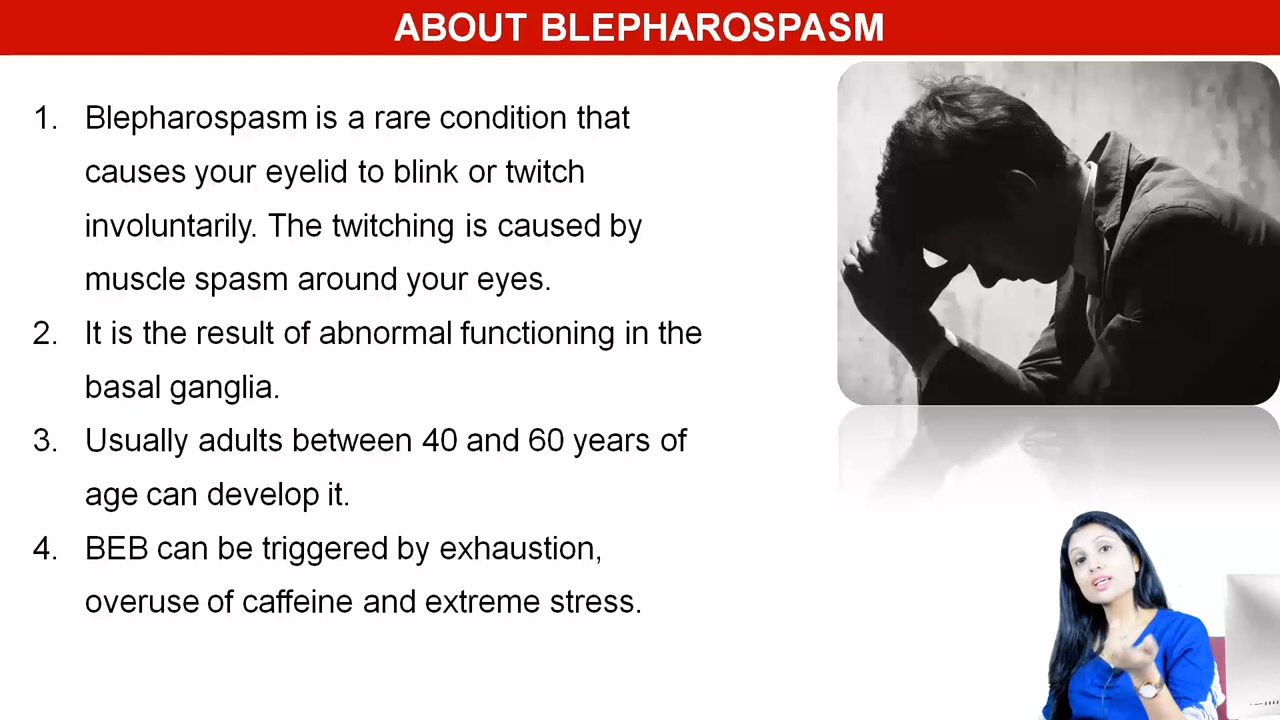 ABOUT BLEPHAROSPASM
1. Blepharospasm is a rare condition that
causes your eyelid to blink or twitch
involuntarily. The twitching is caused by
muscle spasm around your eyes.
2. It is the result of abnormal functioning in the
basal ganglia.
3. Usually adults between 40 and 60 years of
age can develop it.
4. BEB can be triggered by exhaustion,
overuse of caffeine and extreme stress.